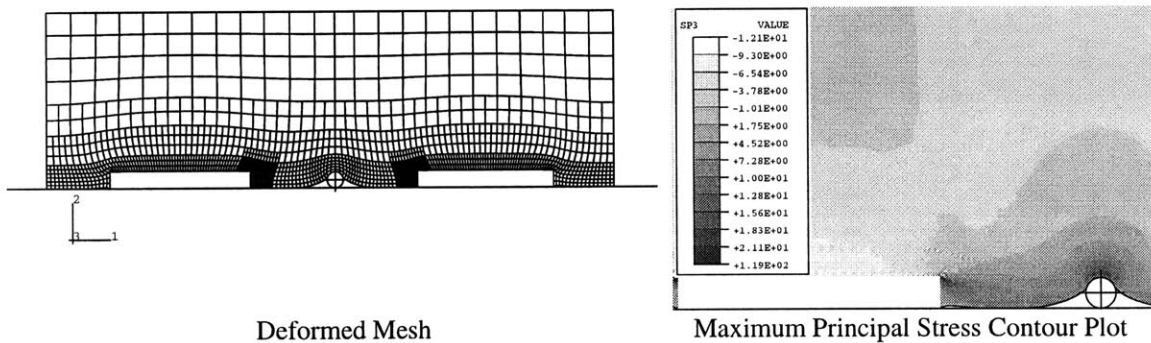 2
3 1
Deformed Mesh
SP3 VALUE
-1.21E+01
-9.30E+00
-6.54E+00
-3.78E+00
-1.01E+00
+1.75E+00
+4.52E+00
+7.28E+00
+1.00E+01
+1.28E+01
+1.56E+01
+1.83E+01
+2.11E+01
+1.19E+02
Maximum Principal Stress Contour Plot